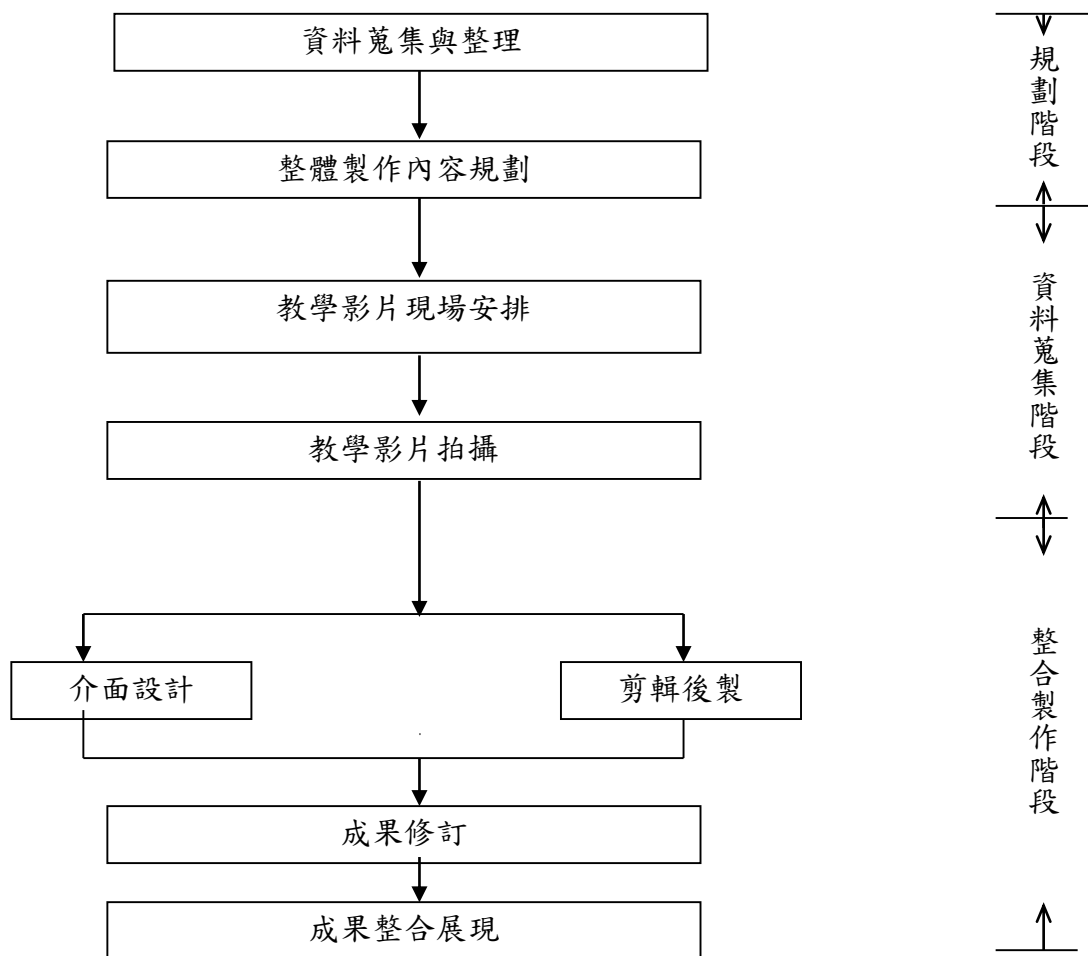 資料蒐集與整理
整體製作內容規劃
教學影片現場安排
教學影片拍攝
介面設計
剪輯後製
成果修訂
成果整合展現
規劃階段
資料蒐集階段
整合製作階段